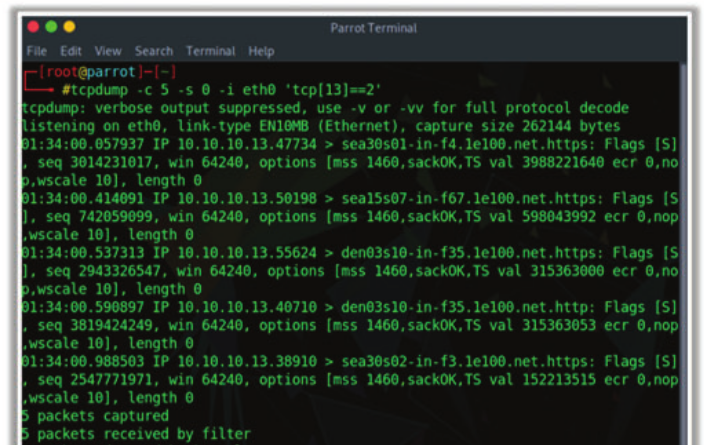 Parrot Terminal
File Edit View Search Terminal Help
[root@parrot]-[~]
#tcpdump -c 5 -s 0 -i eth0 'tcp[13]==2'
tcpdump: verbose output suppressed, use -v or -vv for full protocol decode
listening on eth0, link-type EN10MB (Ethernet), capture size 262144 bytes
01:34:00.057937 IP 10.10.10.13.47734 > sea30s01-in-f4.1e100.net.https: Flags [S]
, seq 3014231017, win 64240, options [mss 1460,sackOK,TS val 3988221640 ecr 0,no
p,wscale 10], length 0
01:34:00.414091 IP 10.10.10.13.50198 > sea15s07-in-f67.1e100.net.https: Flags [S
], seq 742059099, win 64240, options [mss 1460,sackOK,TS val 598043992 ecr 0,nop
,wscale 10], length 0
01:34:00.537313 IP 10.10.10.13.55624 > den03s10-in-f35.1e100.net.https: Flags [S
], seq 2943326547, win 64240, options [mss 1460,sackOK,TS val 315363000 ecr 0,no
p,wscale 10], length 0
01:34:00.590897 IP 10.10.10.13.40710 > den03s10-in-f35.1e100.net.http: Flags [S]
, seq 3819424249, win 64240, options [mss 1460,sackOK,TS val 315363053 ecr 0,nop
,wscale 10], length 0
01:34:00.988503 IP 10.10.10.13.38910 > sea30s02-in-f3.1e100.net.https: Flags [S]
, seq 2547771971, win 64240, options [mss 1460,sackOK,TS val 152213515 ecr 0,nop
,wscale 10], length 0
5 packets captured
5 packets received by filter